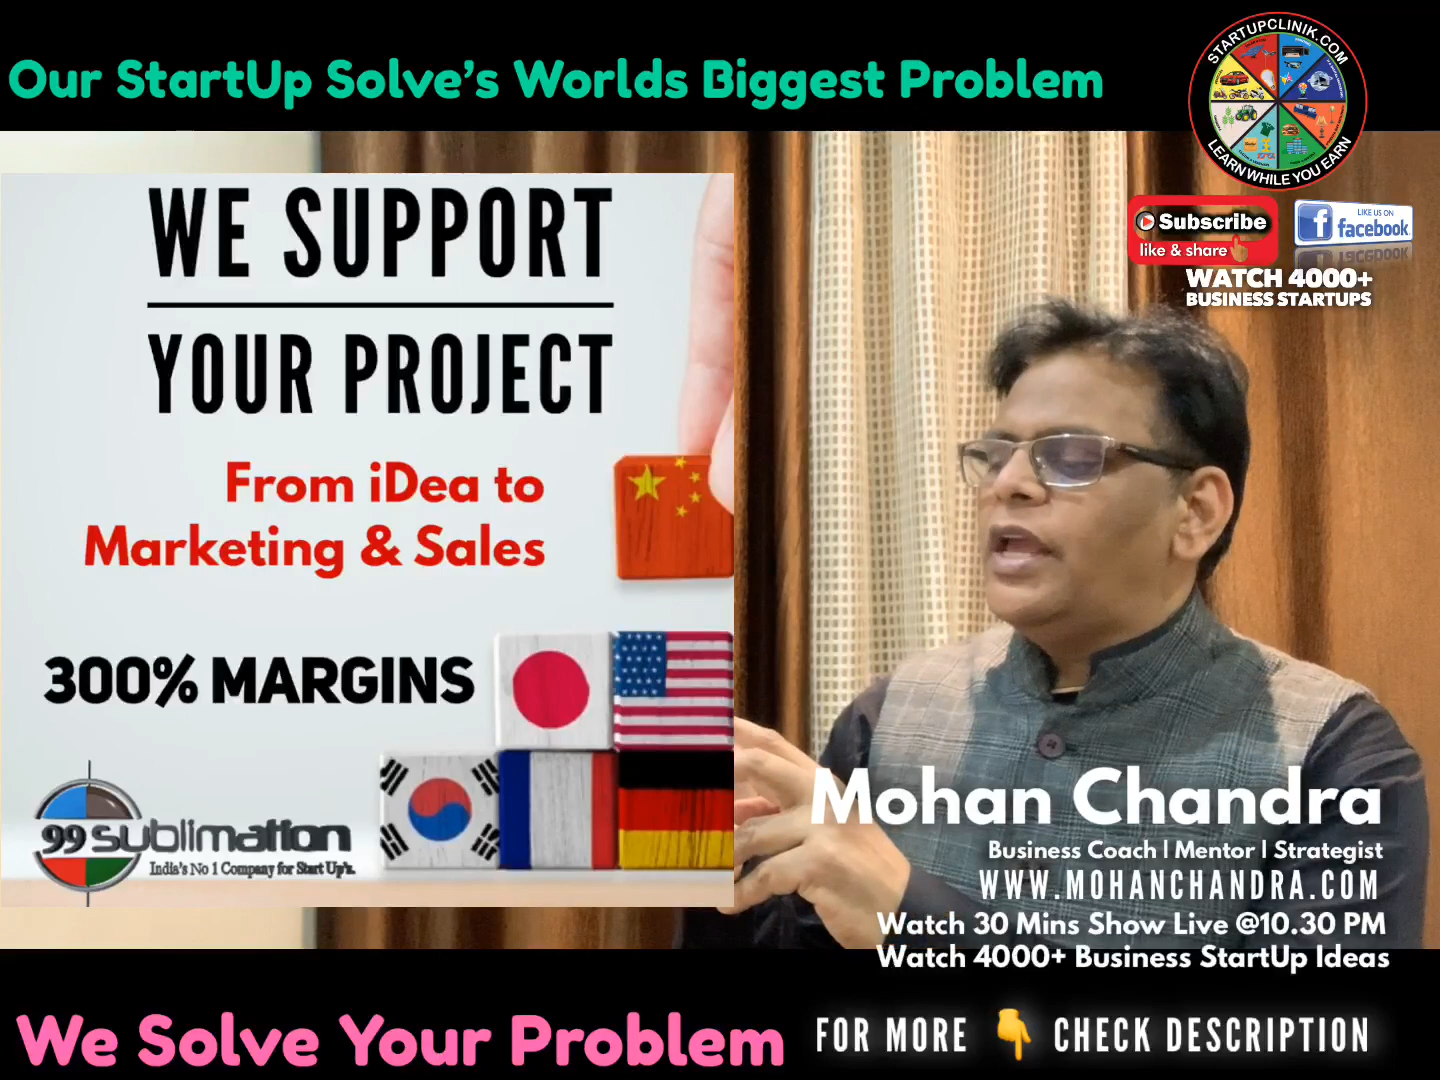 Our StartUp Solve's Worlds Biggest Problem
STARTUPCLINIK.COM
LEARN WHILE YOU EARN
Subscribe
like & share
LIKE US ON
facebook
WATCH 4000+
BUSINESS STARTUPS
WE SUPPORT
YOUR PROJECT
From iDea to
Marketing & Sales
300% MARGINS
99 sublimation
India's No 1 Company for Start Up's.
Mohan Chandra
Business Coach | Mentor | Strategist
WWW.MOHANCHANDRA.COM
Watch 30 Mins Show Live @10.30 PM
Watch 4000+ Business StartUp Ideas
We Solve Your Problem
FOR MORE 👇 CHECK DESCRIPTION